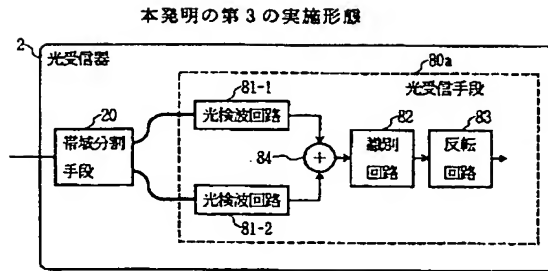 本発明の第3の実施形態
2
光受信器
80a
光受信手段
20
帯域分割
手段
81-1
光検波回路
84
+
82
識別
回路
83
反転
回路
光検波回路
81-2